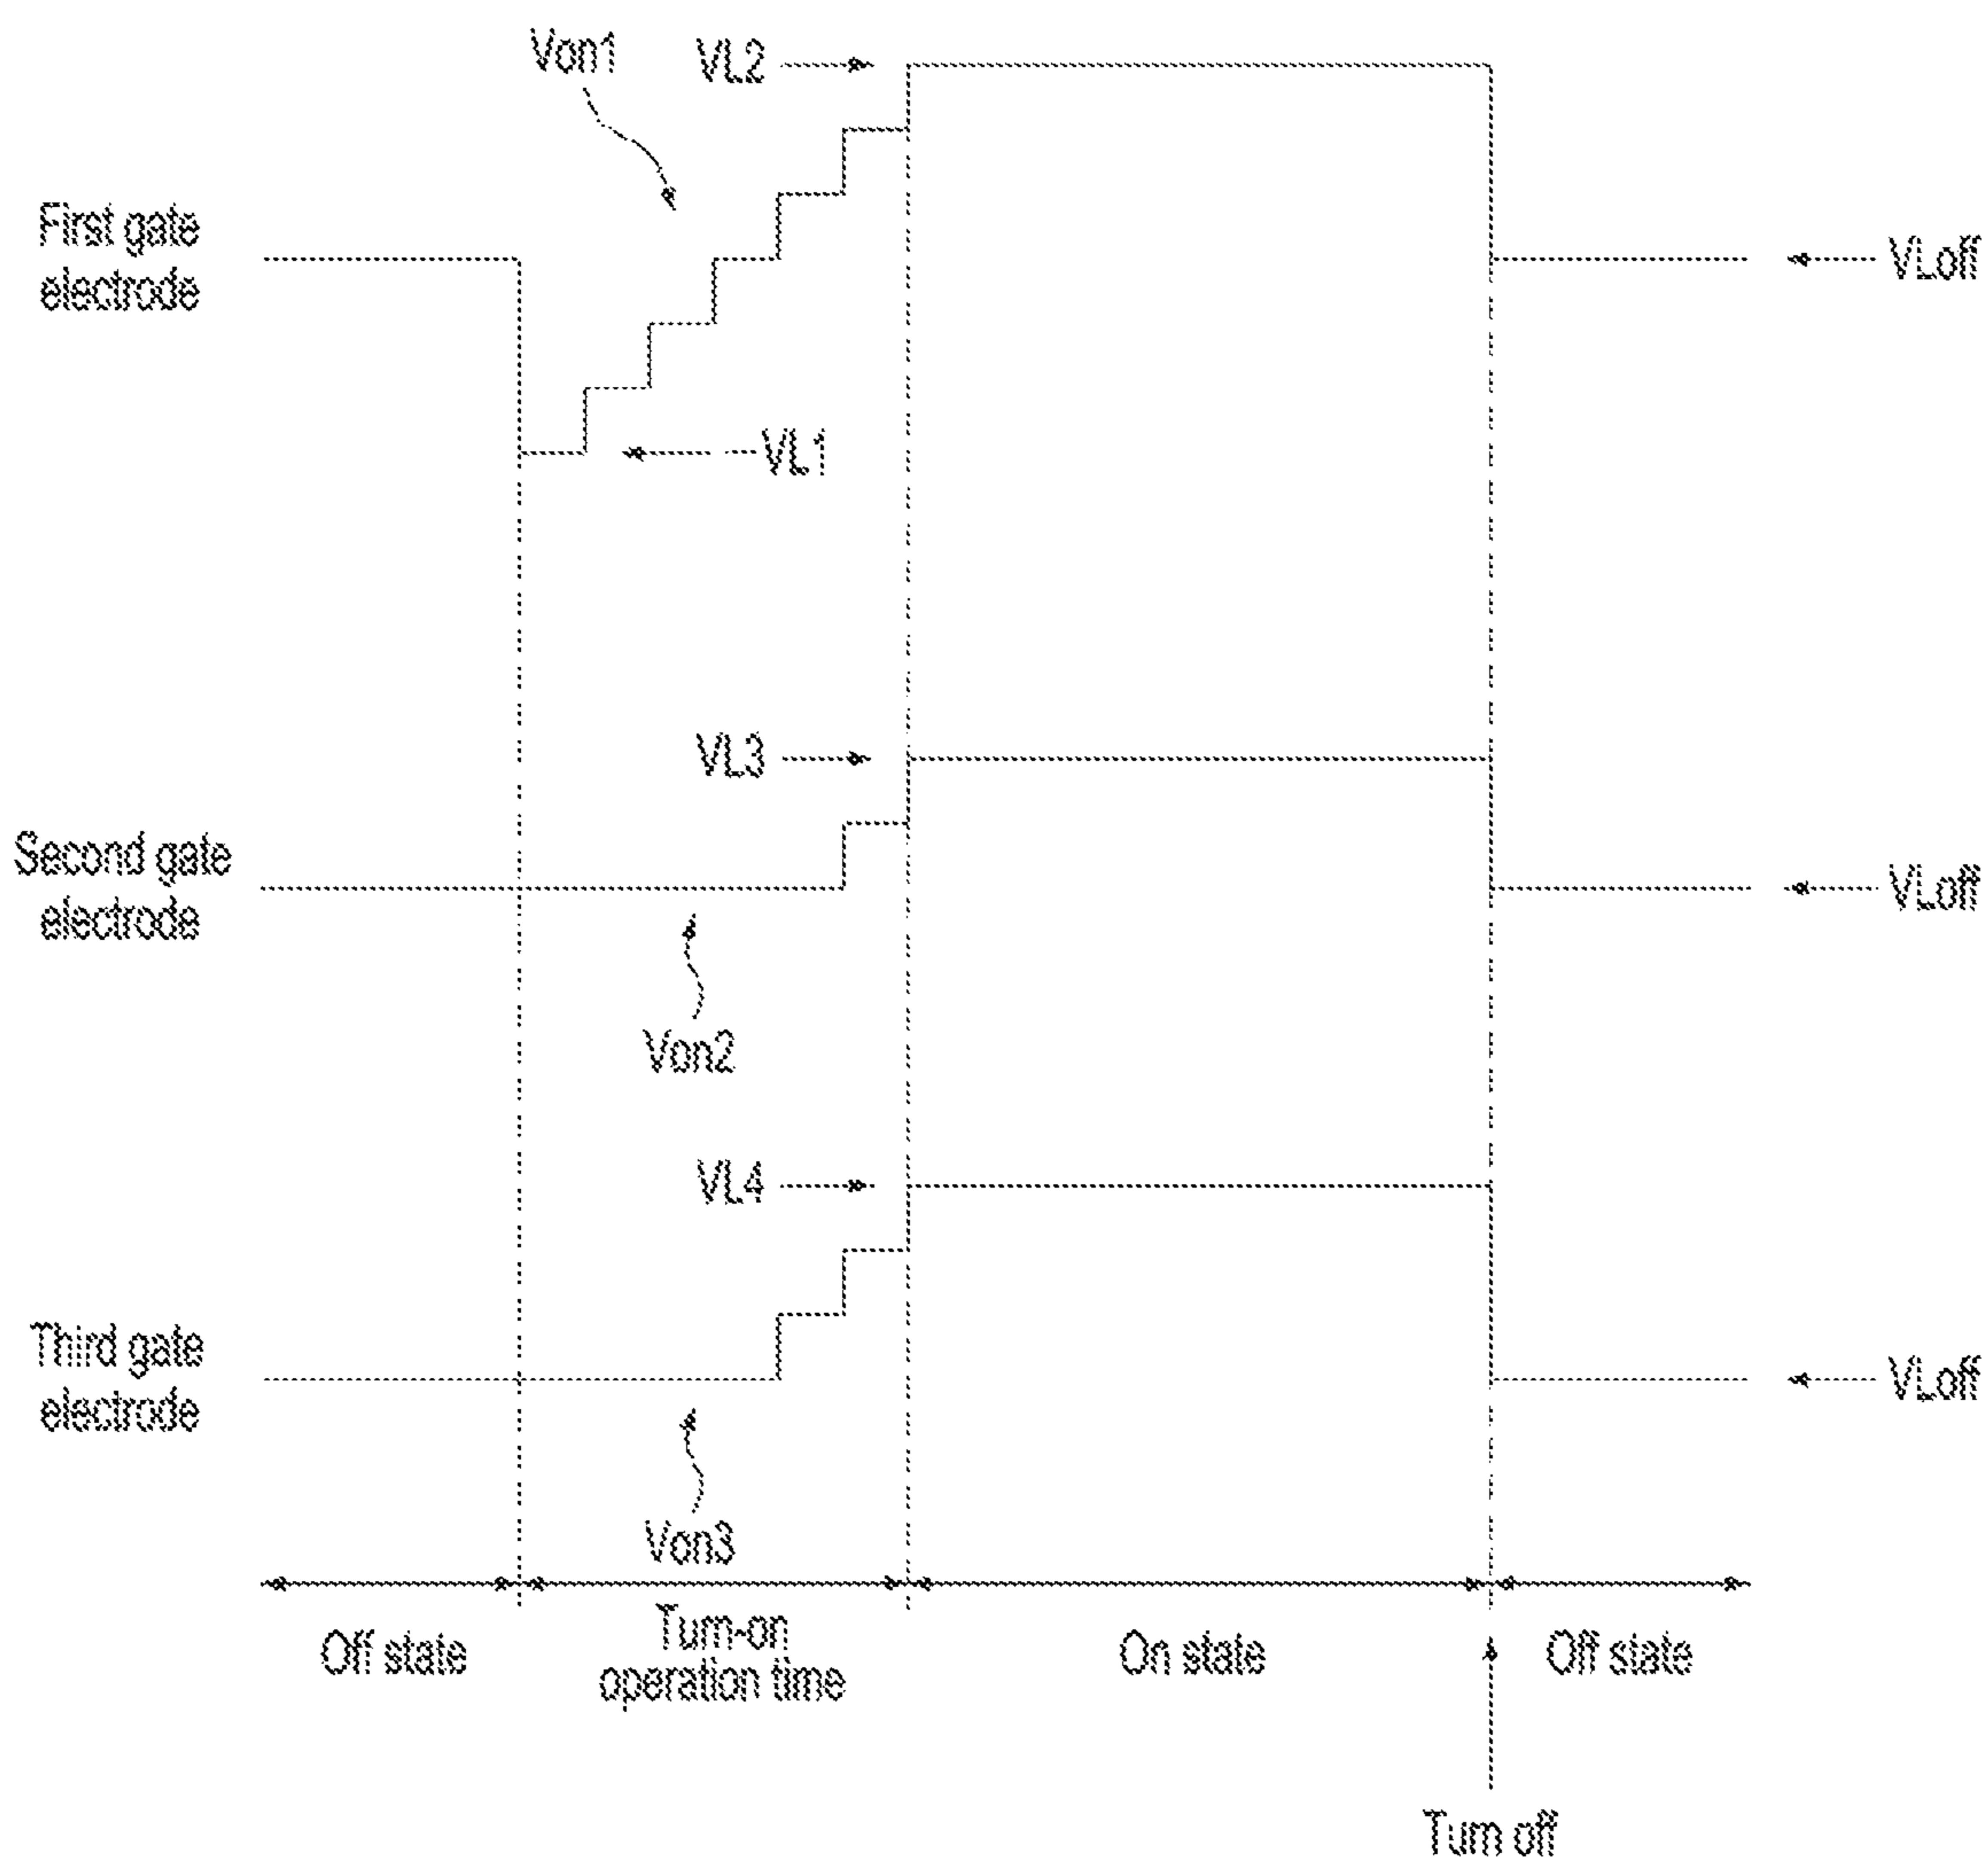 Von1
VL2
First gate
electrode
VLoff
VL1
VL3
Second gate
electrode
VLoff
Von2
VL4
Third gate
electrode
VLoff
Von3
Off state
Turn-on
operation time
On state
Off state
Turn off